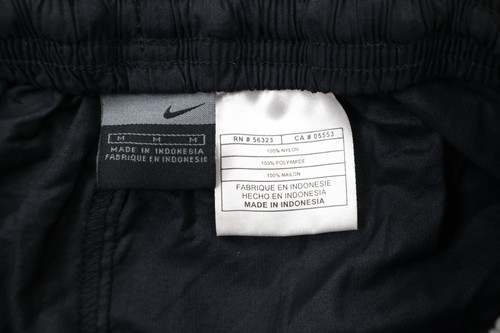 M M M
MADE IN INDONESIA
FABRIQUE EN INDONESIE
RN # 56323 CA # 05553
100% NYLON
100% POLYAMIDE
100% NAILON
FABRIQUE EN INDONESIE
HECHO EN INDONESIA
MADE IN INDONESIA